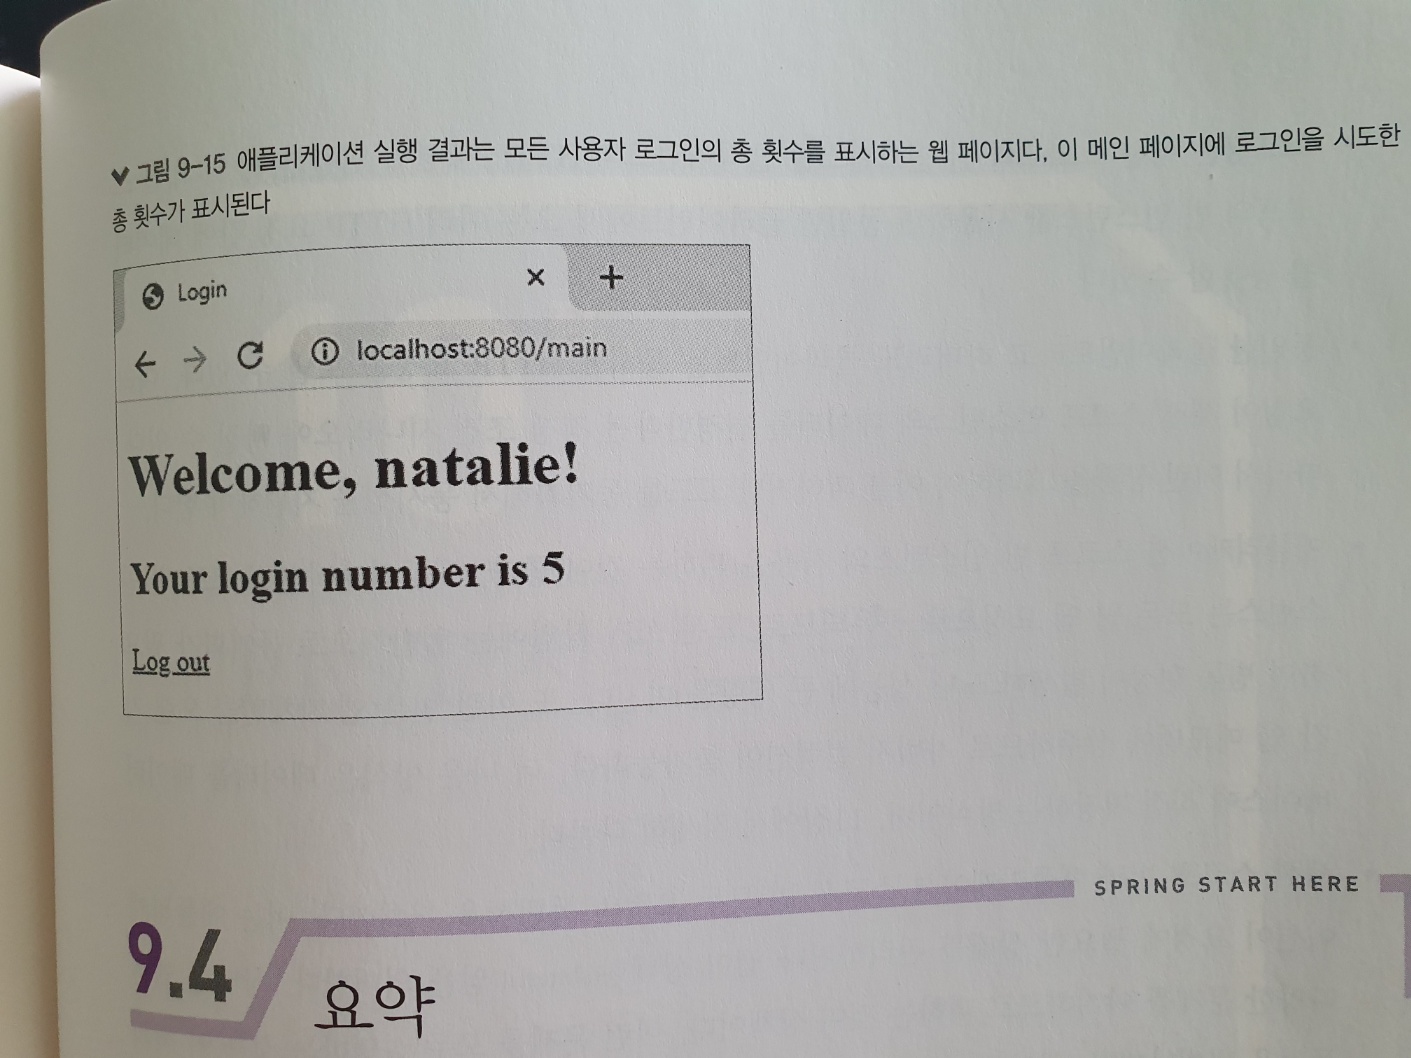 그림 9-15 애플리케이션 실행 결과는 모든 사용자 로그인의 총 횟수를 표시하는 웹 페이지다. 이 메인 페이지에 로그인을 시도한
총 횟수가 표시된다
Login
localhost:8080/main
Welcome, natalie!
Your login number is 5
Log out
SPRING START HERE
9.4
요약